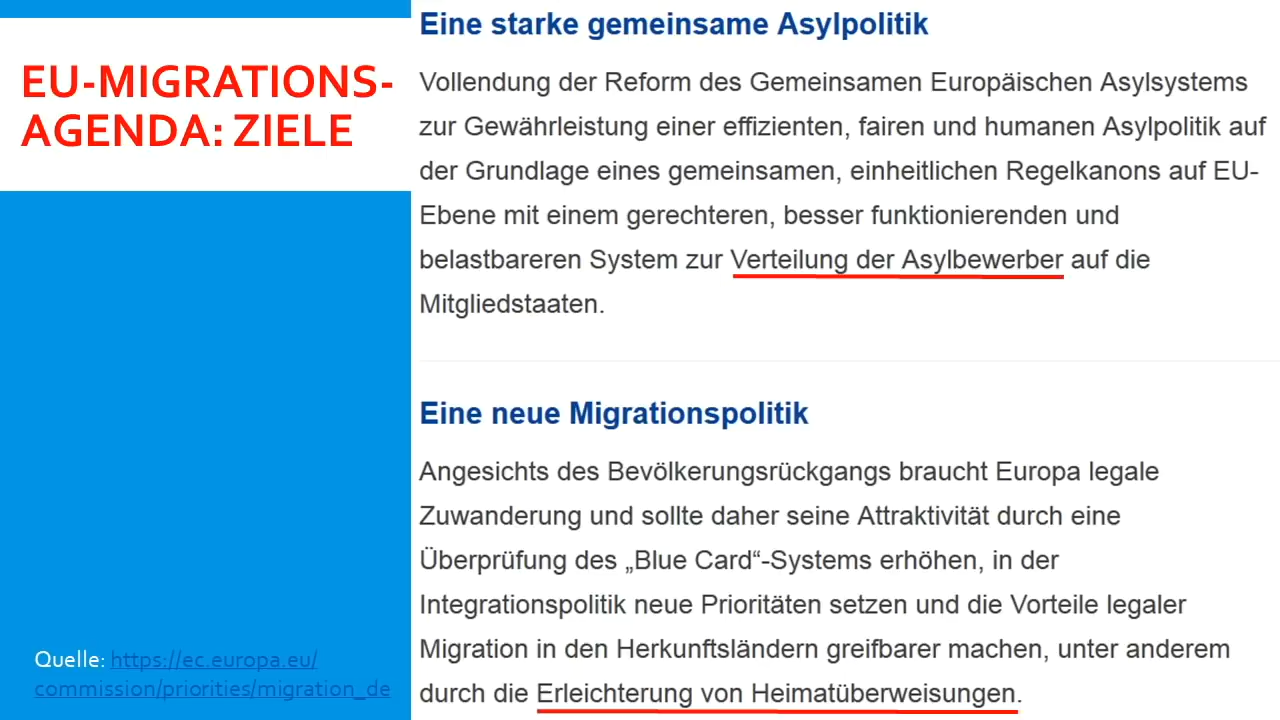 EU-MIGRATIONS-
AGENDA: ZIELE
Eine starke gemeinsame Asylpolitik
Vollendung der Reform des Gemeinsamen Europäischen Asylsystems
zur Gewährleistung einer effizienten, fairen und humanen Asylpolitik auf
der Grundlage eines gemeinsamen, einheitlichen Regelkanons auf EU-
Ebene mit einem gerechteren, besser funktionierenden und
belastbareren System zur Verteilung der Asylbewerber auf die
Mitgliedstaaten.
Eine neue Migrationspolitik
Angesichts des Bevölkerungsrückgangs braucht Europa legale
Zuwanderung und sollte daher seine Attraktivität durch eine
Überprüfung des „Blue Card“-Systems erhöhen, in der
Integrationspolitik neue Prioritäten setzen und die Vorteile legaler
Migration in den Herkunftsländern greifbarer machen, unter anderem
durch die Erleichterung von Heimatüberweisungen.
Quelle: https://ec.europa.eu/
commission/priorities/migration_de